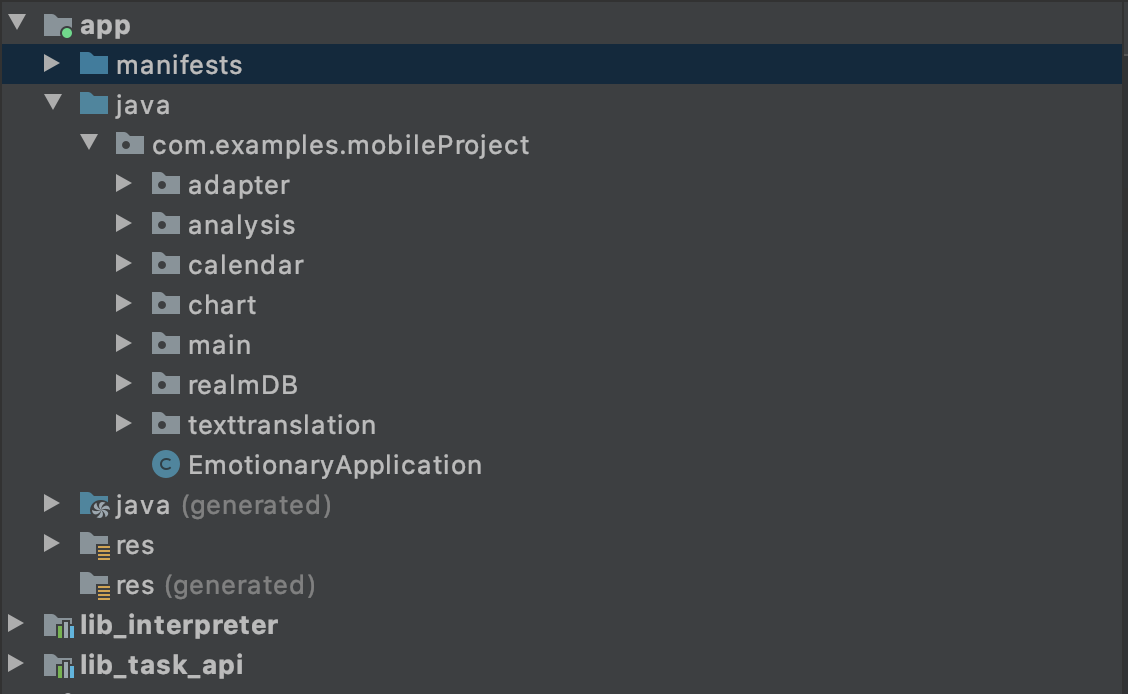 app
manifests
java
com.examples.mobileProject
adapter
analysis
calendar
chart
main
realmDB
texttranslation
C EmotionaryApplication
java (generated)
res
res (generated)
lib_interpreter
lib_task_api